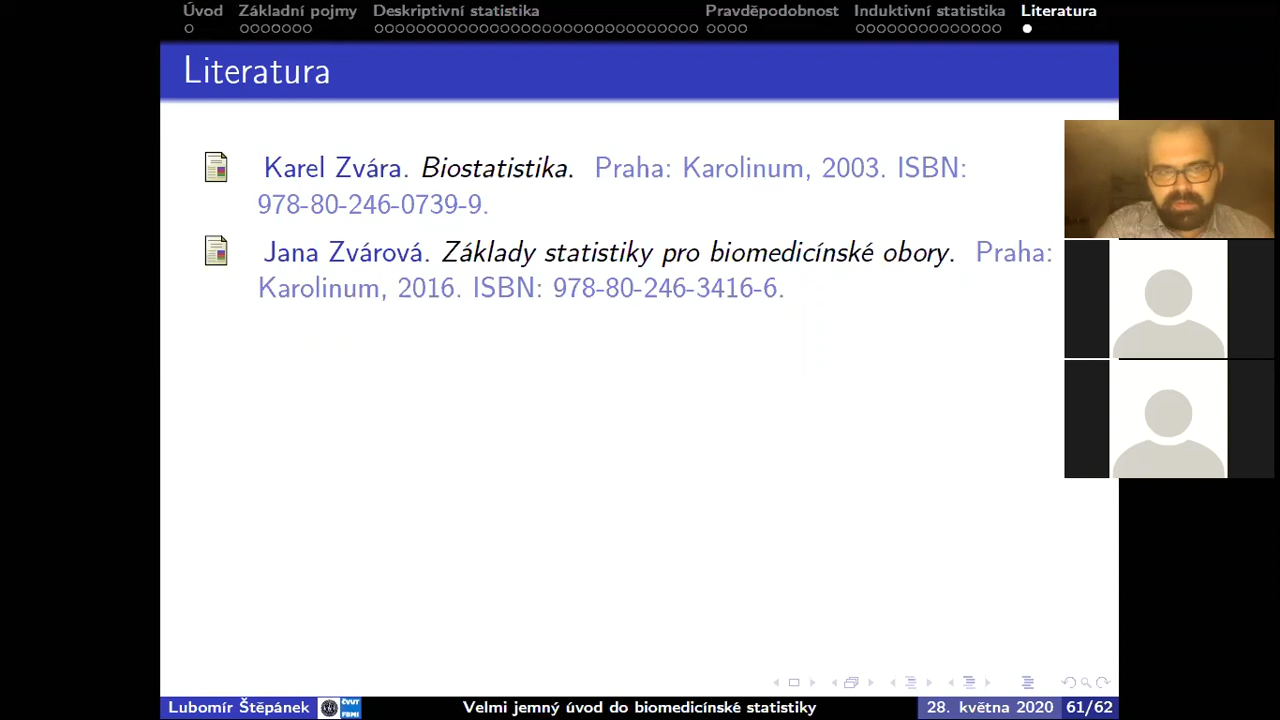 Úvod Základní pojmy Deskriptivní statistika Pravděpodobnost Induktivní statistika Literatura
Literatura
Karel Zvára. Biostatistika. Praha: Karolinum, 2003. ISBN:
978-80-246-0739-9.
Jana Zvárová. Základy statistiky pro biomedicínské obory. Praha:
Karolinum, 2016. ISBN: 978-80-246-3416-6.
Lubomír Štěpánek ČVUT FBMI Velmi jemný úvod do biomedicínské statistiky 28. května 2020 61/62